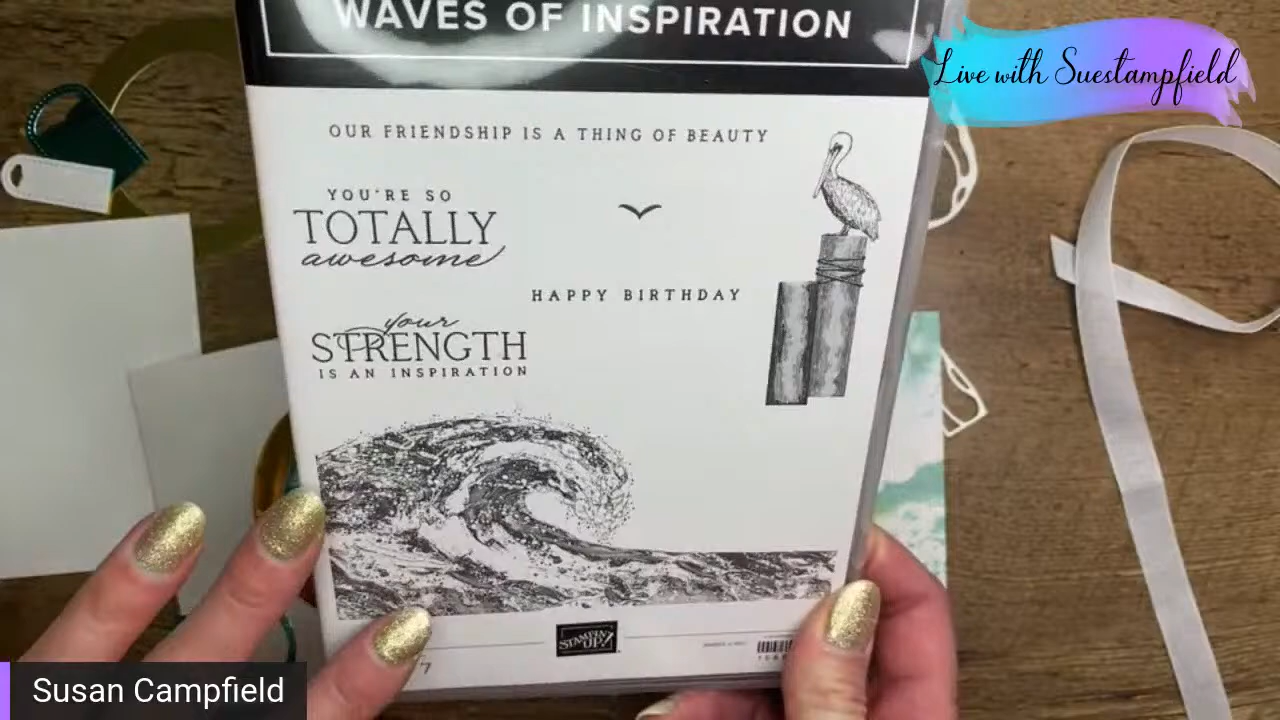 WAVES OF INSPIRATION
Live with Suestampfield
OUR FRIENDSHIP IS A THING OF BEAUTY
YOU'RE SO
TOTALLY
awesome
HAPPY BIRTHDAY
your
STRENGTH
IS AN INSPIRATION
STAMPIN' UP!
Susan Campfield